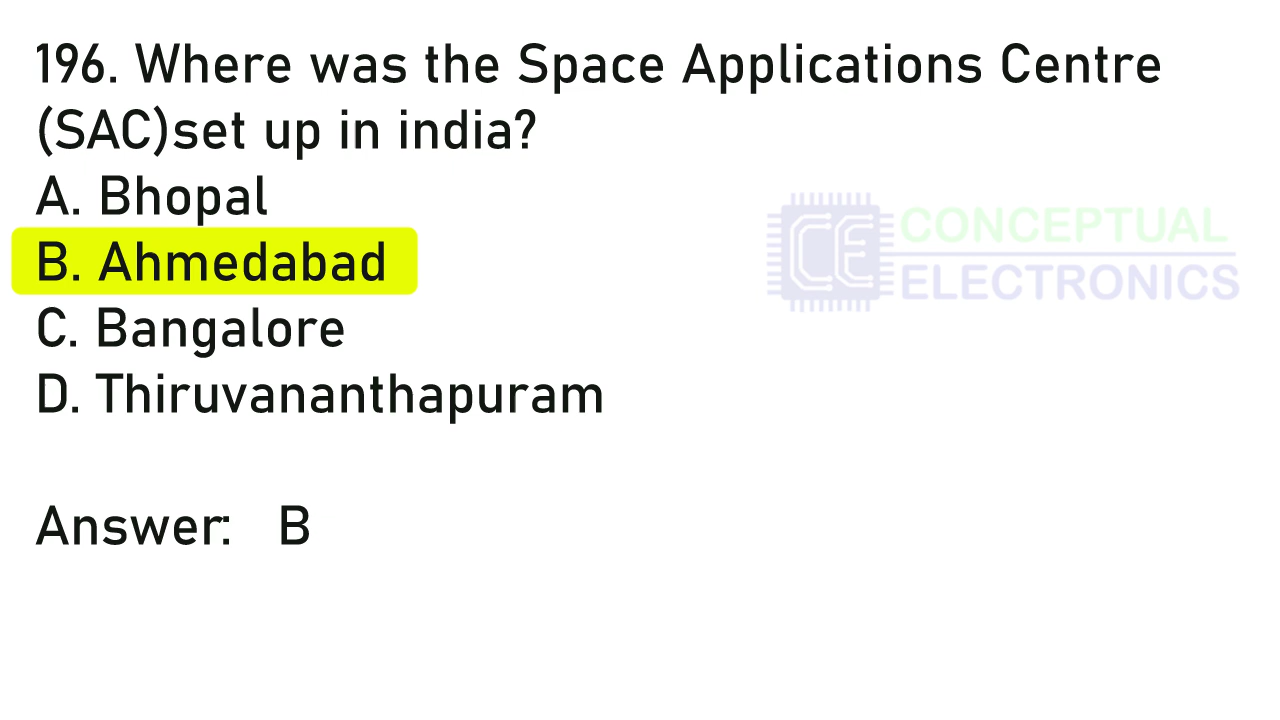 196. Where was the Space Applications Centre
(SAC)set up in india?
A. Bhopal
B. Ahmedabad
C. Bangalore
D. Thiruvananthapuram
Answer: B
CE CONCEPTUAL
ELECTRONICS